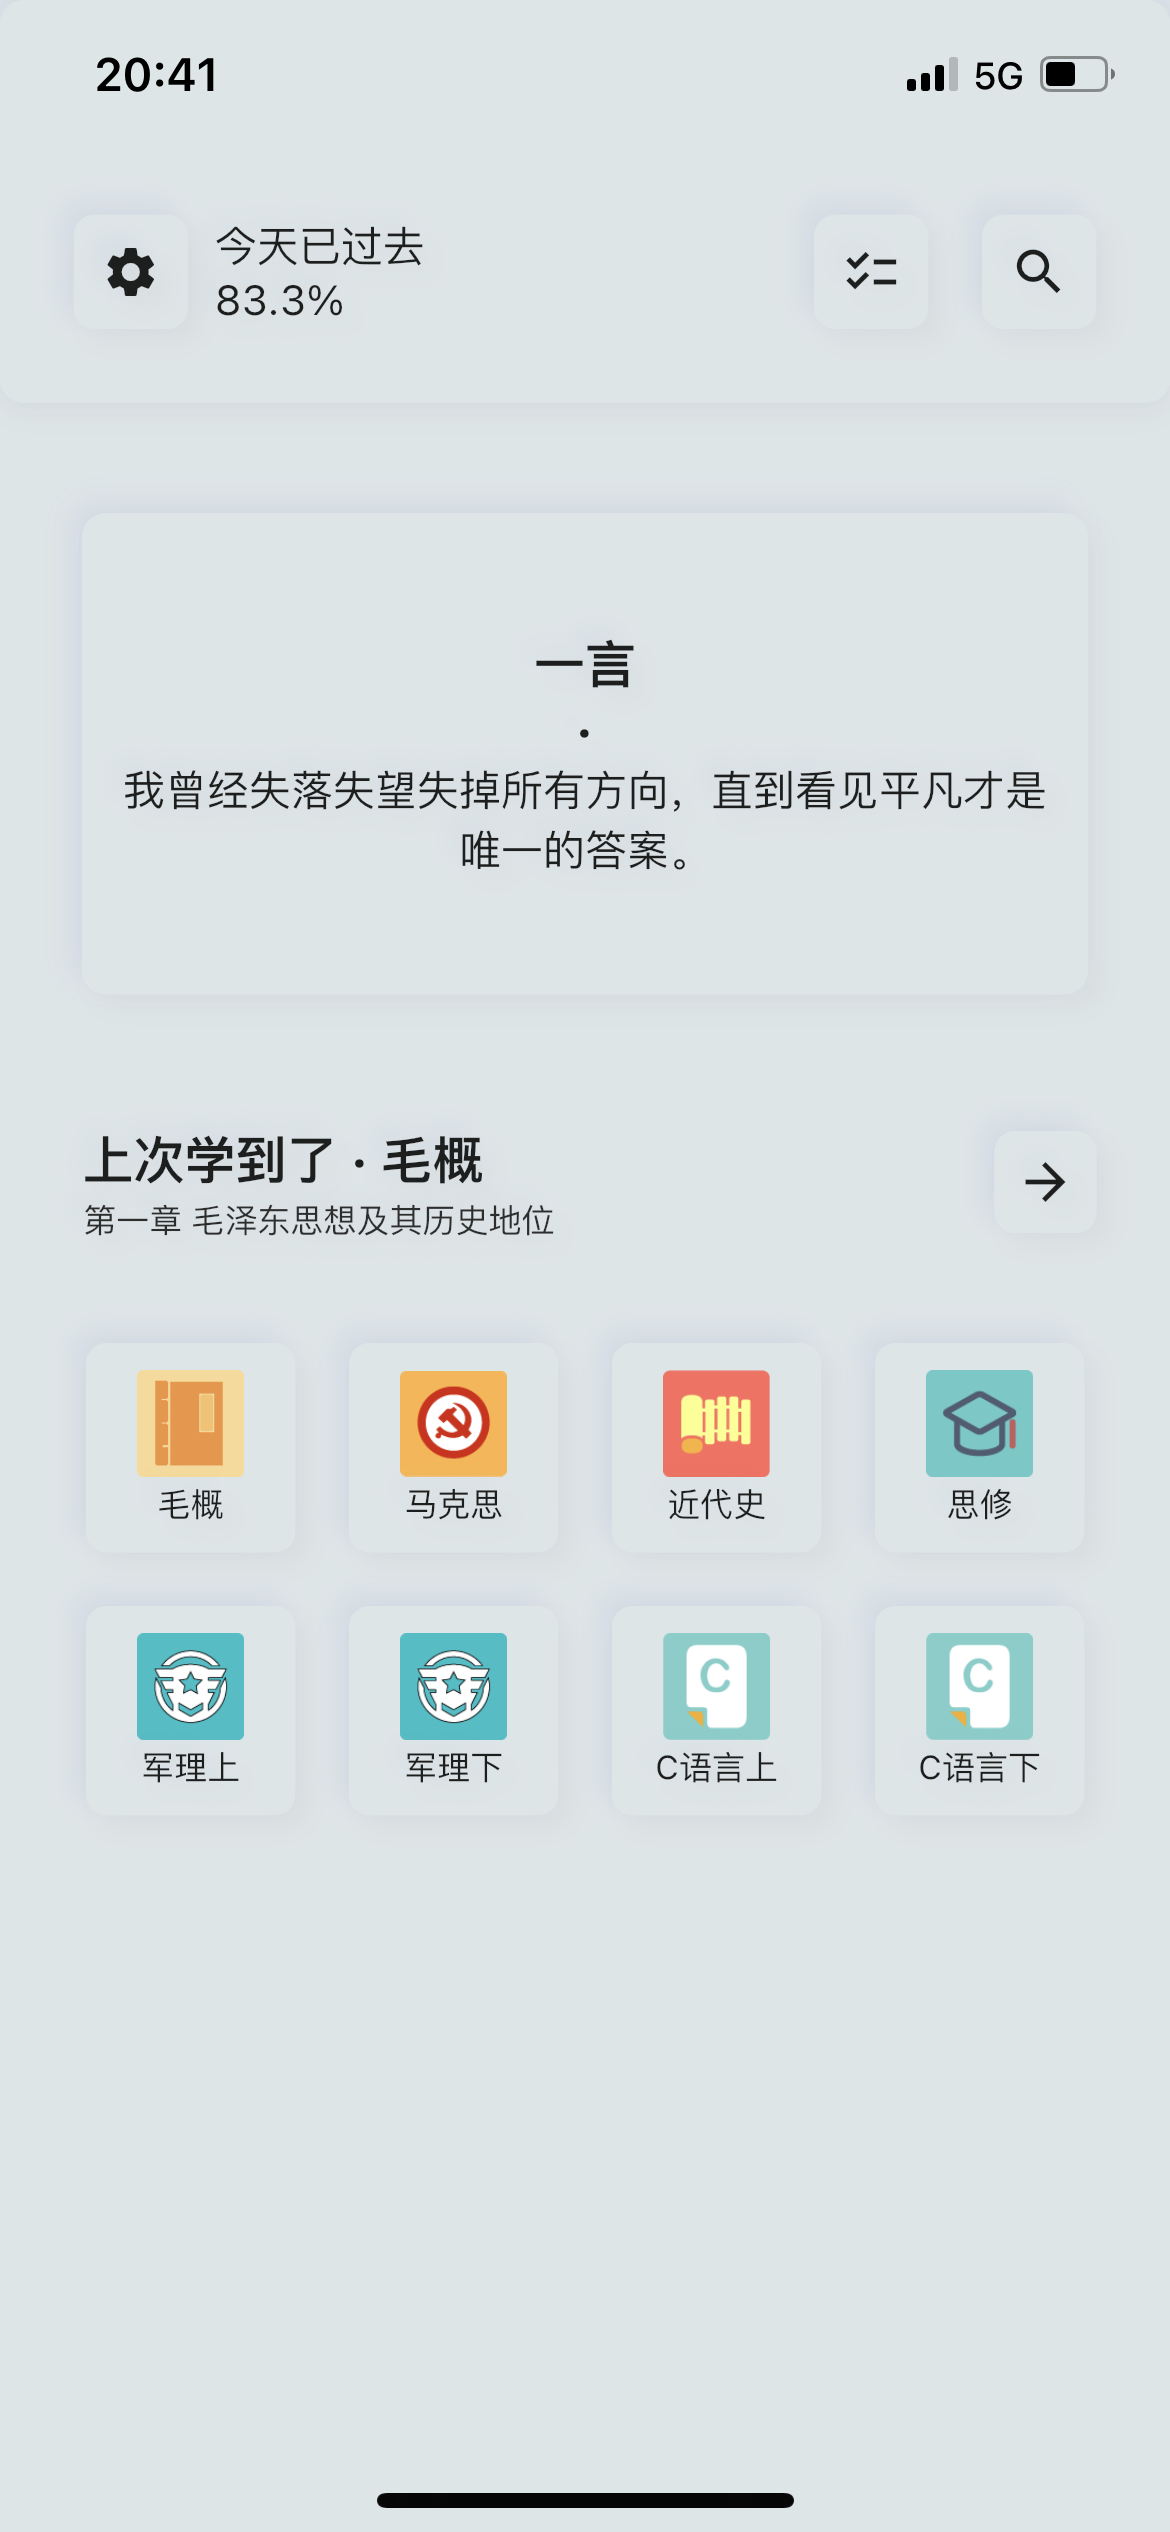 20:41
5G
今天已过去
83.3%
一言
·
我曾经失落失望失掉所有方向，直到看见平凡才是
唯一的答案。
上次学到了 · 毛概
第一章 毛泽东思想及其历史地位
毛概
马克思
近代史
思修
C
C
军理上
军理下
C语言上
C语言下